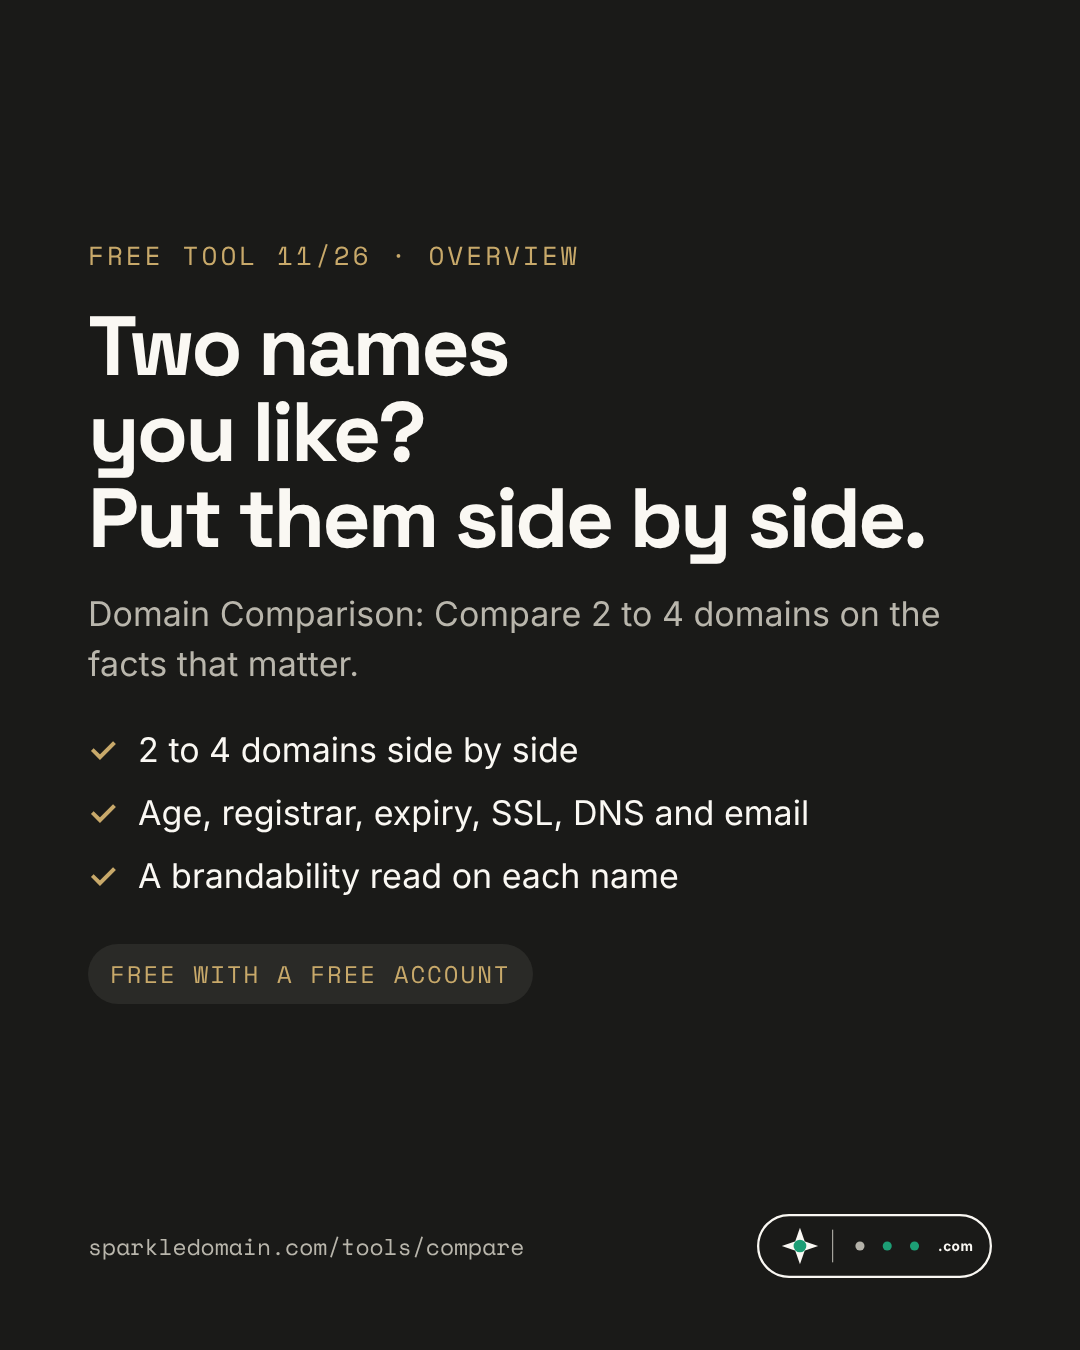 FREE TOOL 11/26 · OVERVIEW
Two names
you like?
Put them side by side.
Domain Comparison: Compare 2 to 4 domains on the
facts that matter.
✓ 2 to 4 domains side by side
✓ Age, registrar, expiry, SSL, DNS and email
✓ A brandability read on each name
FREE WITH A FREE ACCOUNT
sparkledomain.com/tools/compare
.com